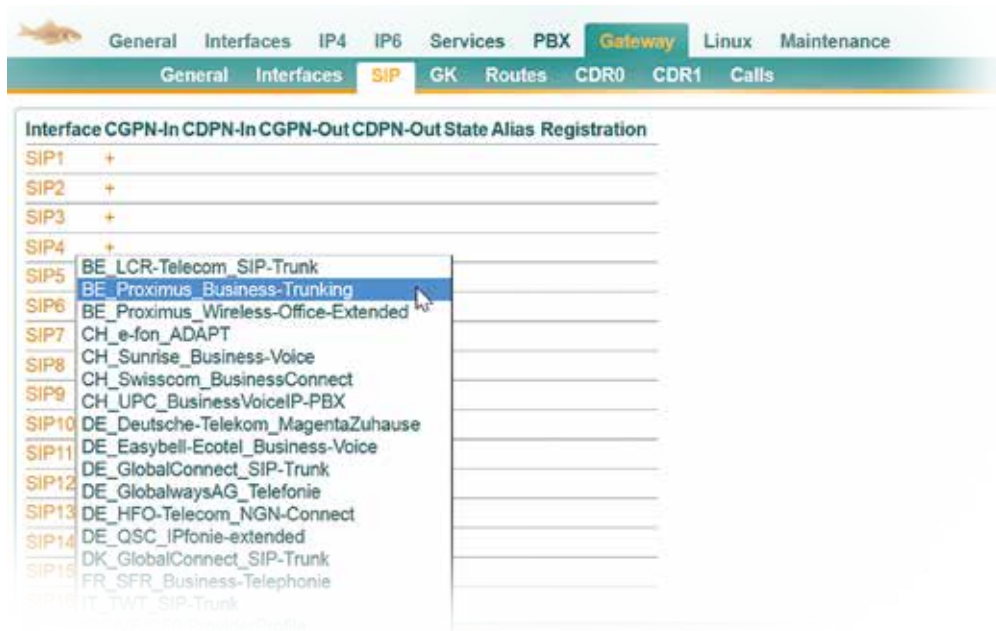 General Interfaces IP4 IP6 Services PBX Gateway Linux Maintenance
General Interfaces SIP GK Routes CDR0 CDR1 Calls
Interface CGPN-In CDPN-In CGPN-Out CDPN-Out State Alias Registration
SIP1 +
SIP2 +
SIP3 +
SIP4 +
SIP5
SIP6
SIP7
SIP8
SIP9
SIP10
SIP11
SIP12
SIP13
SIP14
SIP15
BE_LCR-Telecom_SIP-Trunk
BE_Proximus_Business-Trunking
BE_Proximus_Wireless-Office-Extended
CH_e-fon_ADAPT
CH_Sunrise_Business-Voice
CH_Swisscom_BusinessConnect
CH_UPC_BusinessVoiceIP-PBX
DE_Deutsche-Telekom_MagentaZuhause
DE_Easybell-Ecotel_Business-Voice
DE_GlobalConnect_SIP-Trunk
DE_GlobalwaysAG_Telefonie
DE_HFO-Telecom_NGN-Connect
DE_QSC_IPfonie-extended
DK_GlobalConnect_SIP-Trunk
FR_SFR_Business-Telephonie
IT_TWT_SIP-Trunk